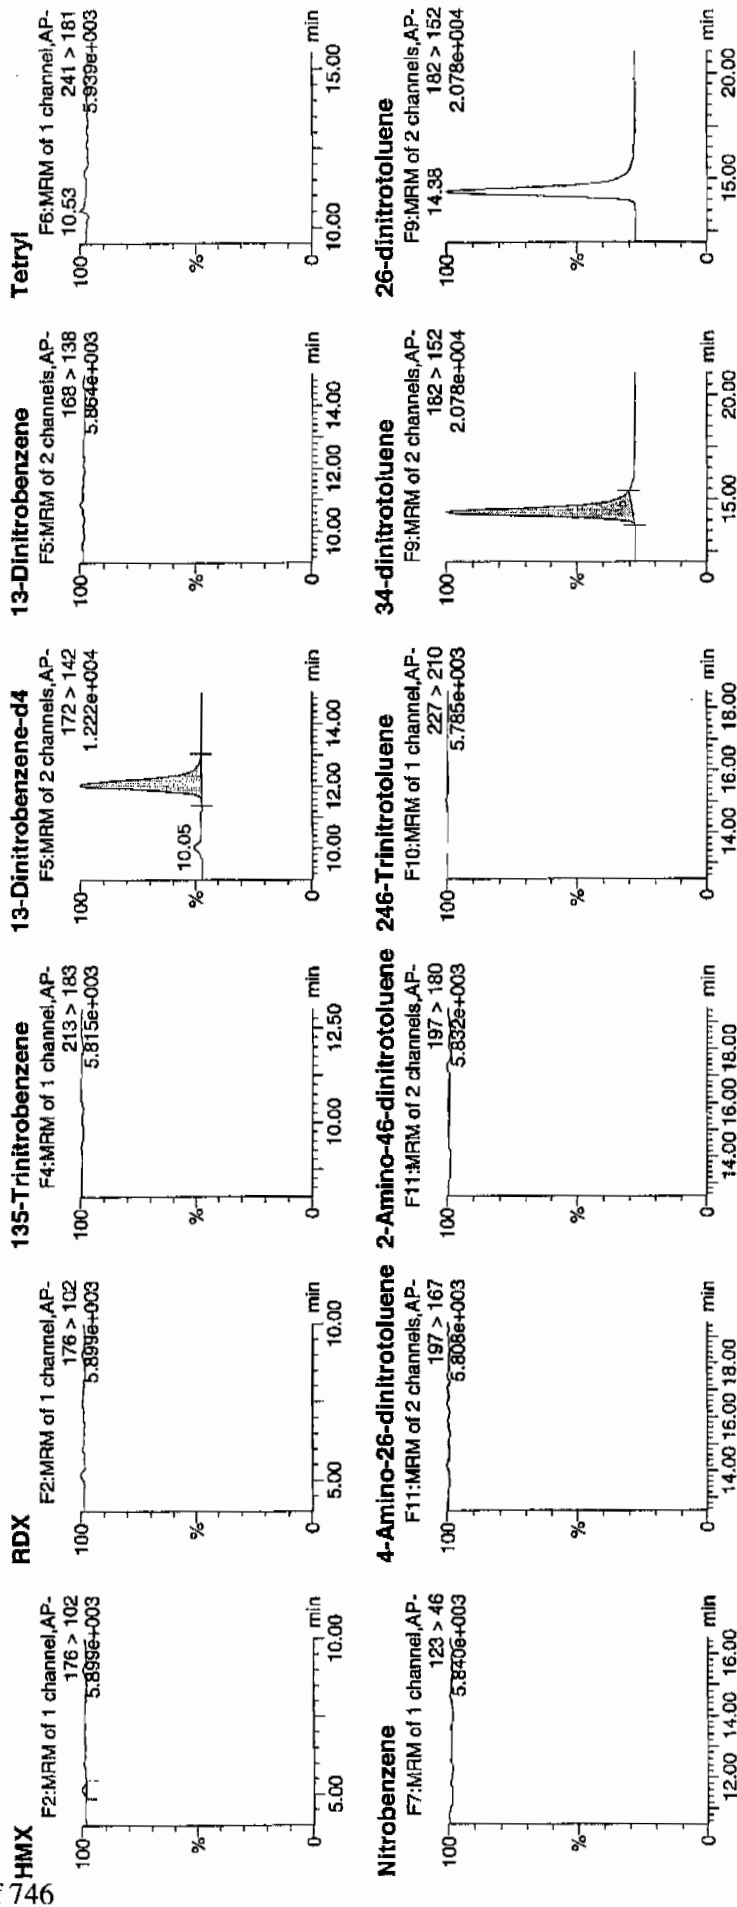 HMX
F2:MRM of 1 channel,AP-
176 > 102
5.899e+003
100
%
0
5.00
10.00
min
RDX
F2:MRM of 1 channel,AP-
176 > 102
5.899e+003
100
%
0
5.00
10.00
min
135-Trinitrobenzene
F4:MRM of 1 channel,AP-
213 > 183
5.815e+003
100
%
0
10.00
12.50
min
13-Dinitrobenzene-d4
F5:MRM of 2 channels,AP-
172 > 142
1.222e+004
100
10.05
%
0
10.00
12.00
14.00
min
13-Dinitrobenzene
F5:MRM of 2 channels,AP-
168 > 138
5.864e+003
100
%
0
10.00
12.00
14.00
min
Tetryl
F6:MRM of 1 channel,AP-
241 > 181
5.939e+003
10.53
100
%
0
10.00
15.00
min
Nitrobenzene
F7:MRM of 1 channel,AP-
123 > 46
5.840e+003
100
%
0
12.00
14.00
16.00
min
4-Amino-26-dinitrotoluene
F11:MRM of 2 channels,AP-
197 > 167
5.808e+003
100
%
0
14.00
16.00
18.00
min
2-Amino-46-dinitrotoluene
F11:MRM of 2 channels,AP-
197 > 180
5.832e+003
100
%
0
14.00
16.00
18.00
min
246-Trinitrotoluene
F10:MRM of 1 channel,AP-
227 > 210
5.785e+003
100
%
0
14.00
16.00
18.00
min
34-dinitrotoluene
F9:MRM of 2 channels,AP-
182 > 152
2.078e+004
100
%
0
15.00
20.00
min
26-dinitrotoluene
F9:MRM of 2 channels,AP-
182 > 152
2.078e+004
14.38
100
%
0
15.00
20.00
min
746